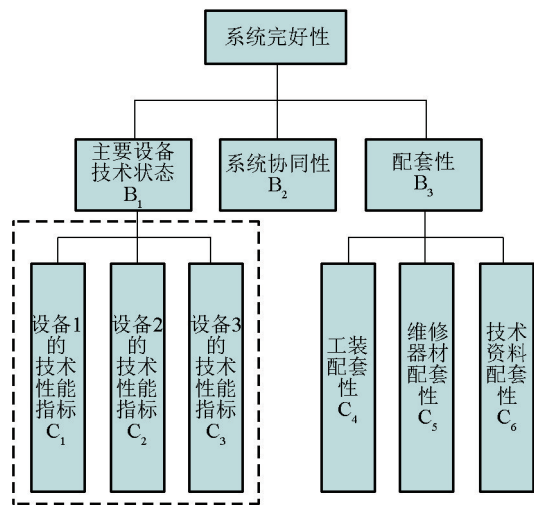 系统完好性
主要设备
技术状态
B₁
系统协同性
B₂
配套性
B₃
设备1
的
技术
性能
指标
C₁
设备2
的
技术
性能
指标
C₂
设备3
的
技术
性能
指标
C₃
工装
配套
性
C₄
维修
器材
配套性
C₅
技术
资料
配套性
C₆